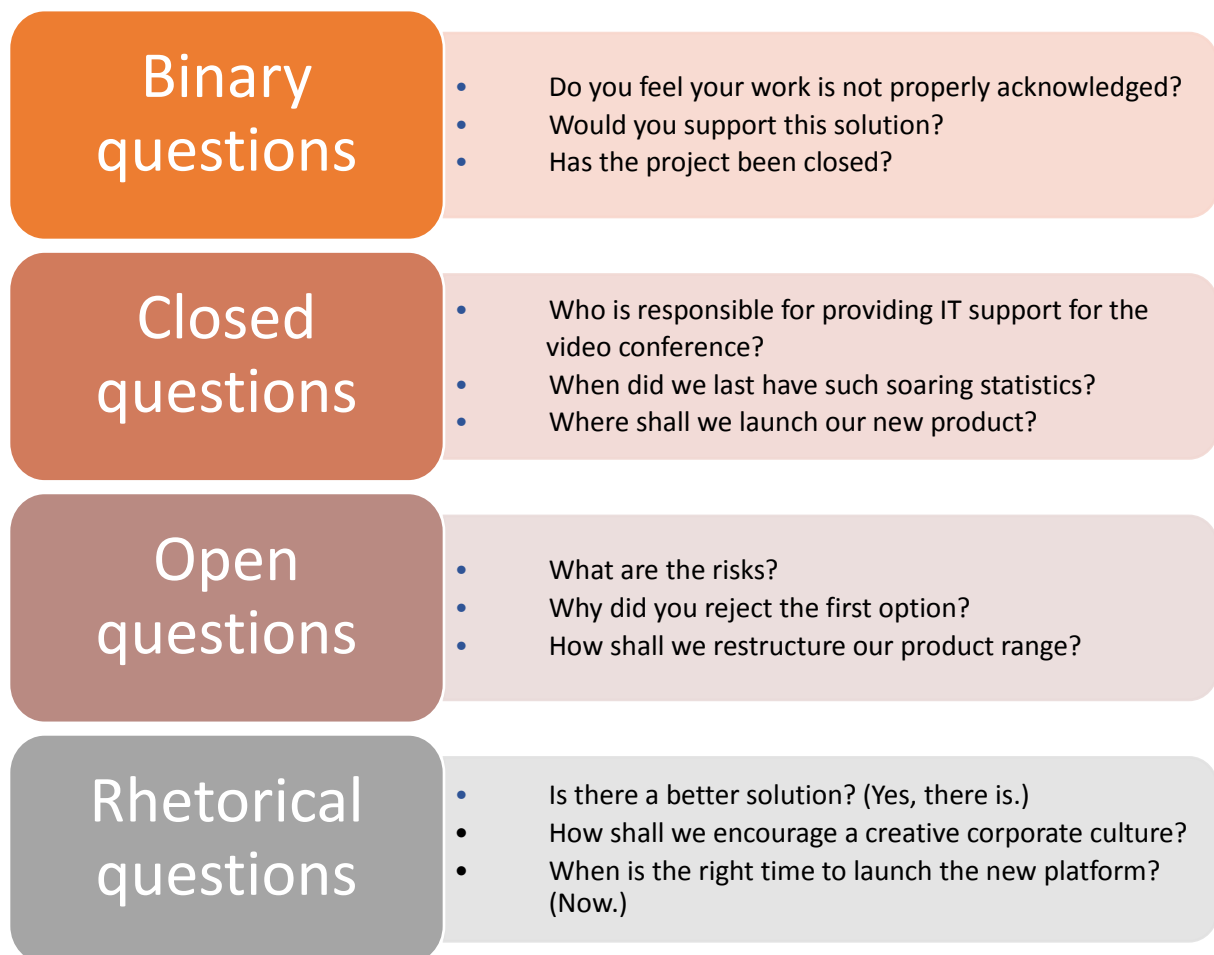 Binary
questions
• Do you feel your work is not properly acknowledged?
• Would you support this solution?
• Has the project been closed?
Closed
questions
• Who is responsible for providing IT support for the
video conference?
• When did we last have such soaring statistics?
• Where shall we launch our new product?
Open
questions
• What are the risks?
• Why did you reject the first option?
• How shall we restructure our product range?
Rhetorical
questions
• Is there a better solution? (Yes, there is.)
• How shall we encourage a creative corporate culture?
• When is the right time to launch the new platform?
(Now.)